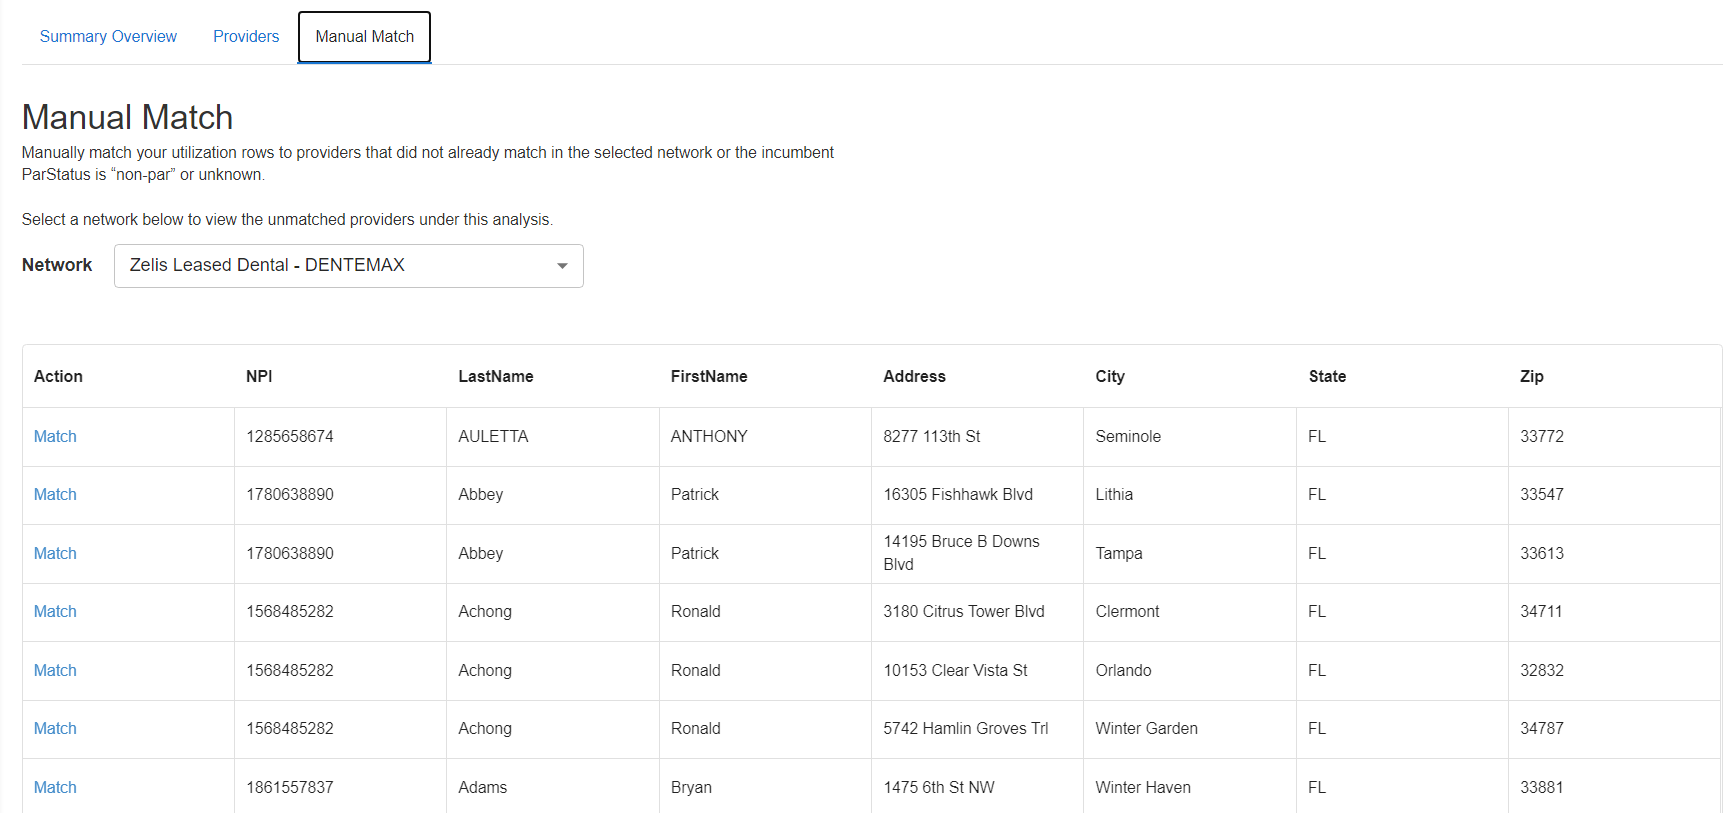 Summary Overview Providers Manual Match
Manual Match
Manually match your utilization rows to providers that did not already match in the selected network or the incumbent
ParStatus is “non-par” or unknown.
Select a network below to view the unmatched providers under this analysis.
Network Zelis Leased Dental - DENTEMAX
Action NPI LastName FirstName Address City State Zip
Match 1285658674 AULETTA ANTHONY 8277 113th St Seminole FL 33772
Match 1780638890 Abbey Patrick 16305 Fishhawk Blvd Lithia FL 33547
Match 1780638890 Abbey Patrick 14195 Bruce B Downs
Blvd Tampa FL 33613
Match 1568485282 Achong Ronald 3180 Citrus Tower Blvd Clermont FL 34711
Match 1568485282 Achong Ronald 10153 Clear Vista St Orlando FL 32832
Match 1568485282 Achong Ronald 5742 Hamlin Groves Trl Winter Garden FL 34787
Match 1861557837 Adams Bryan 1475 6th St NW Winter Haven FL 33881